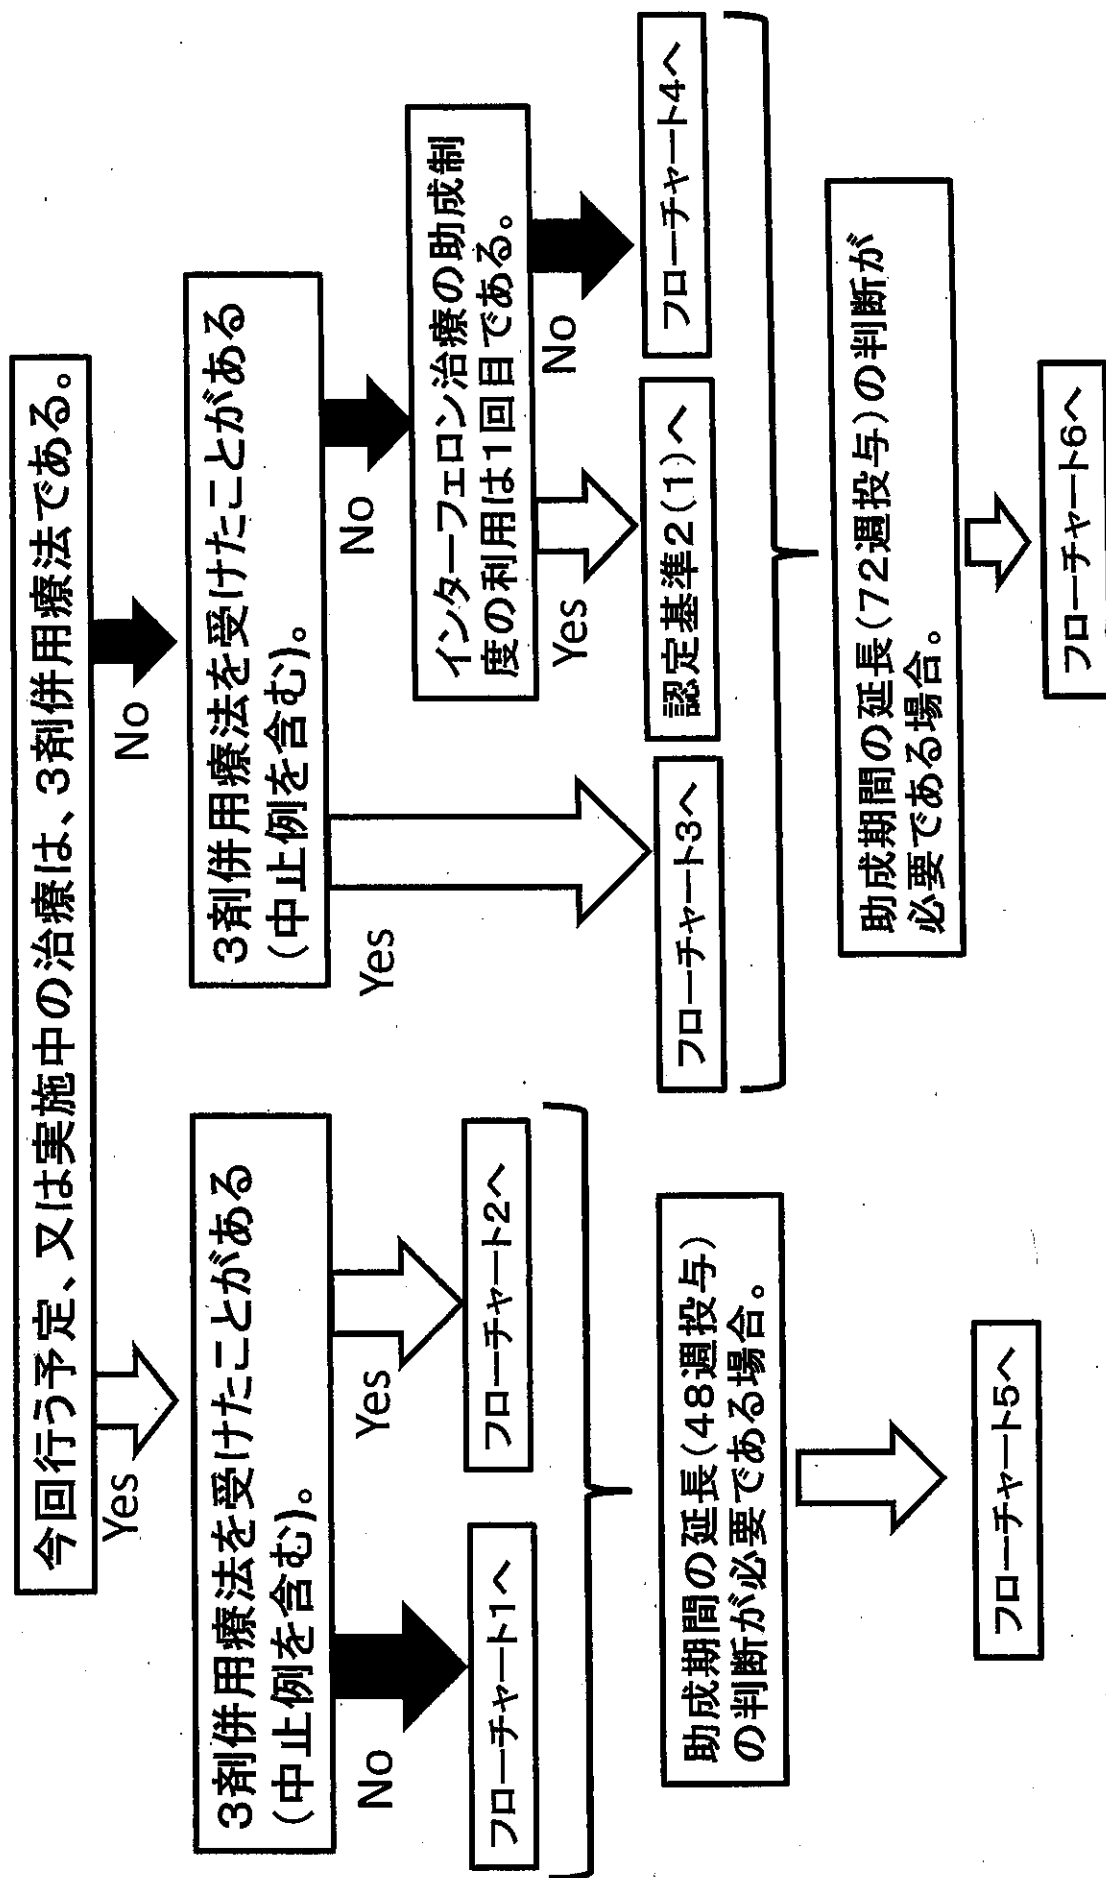 今回行う予定、又は実施中の治療は、3剤併用療法である。
Yes
No
3剤併用療法を受けたことがある
(中止例を含む)。
No
Yes
フローチャート1へ
フローチャート2へ
助成期間の延長(48週投与)
の判断が必要である場合。
フローチャート5へ
3剤併用療法を受けたことがある
(中止例を含む)。
Yes
No
インターフェロン治療の助成制
度の利用は1回目である。
Yes
No
フローチャート3へ
認定基準2(1)へ
フローチャート4へ
助成期間の延長(72週投与)の判断が
必要である場合。
フローチャート6へ